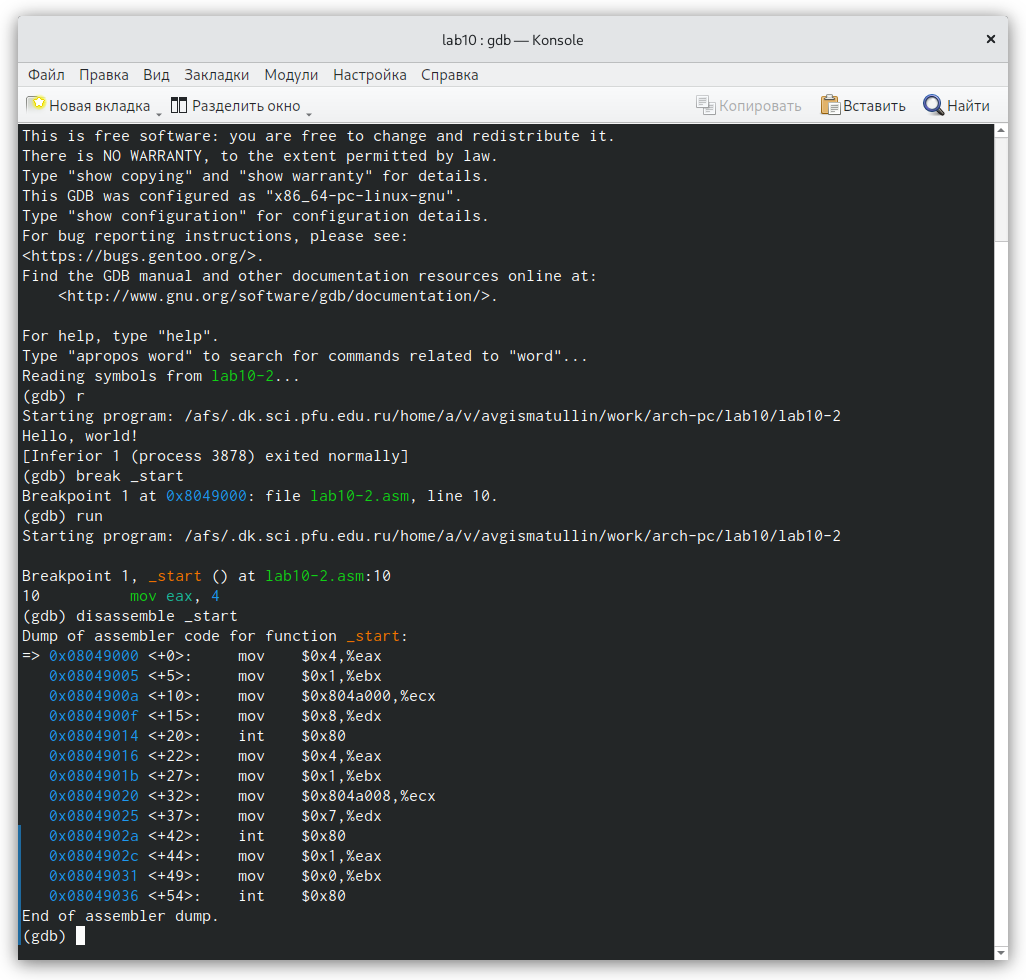 lab10 : gdb — Konsole
Файл Правка Вид Закладки Модули Настройка Справка
Новая вкладка Разделить окно Копировать Вставить Найти
This is free software: you are free to change and redistribute it.
There is NO WARRANTY, to the extent permitted by law.
Type "show copying" and "show warranty" for details.
This GDB was configured as "x86_64-pc-linux-gnu".
Type "show configuration" for configuration details.
For bug reporting instructions, please see:
<https://bugs.gentoo.org/>.
Find the GDB manual and other documentation resources online at:
    <http://www.gnu.org/software/gdb/documentation/>.
For help, type "help".
Type "apropos word" to search for commands related to "word"...
Reading symbols from lab10-2...
(gdb) r
Starting program: /afs/.dk.sci.pfu.edu.ru/home/a/v/avgismatullin/work/arch-pc/lab10/lab10-2
Hello, world!
[Inferior 1 (process 3878) exited normally]
(gdb) break _start
Breakpoint 1 at 0x8049000: file lab10-2.asm, line 10.
(gdb) run
Starting program: /afs/.dk.sci.pfu.edu.ru/home/a/v/avgismatullin/work/arch-pc/lab10/lab10-2
Breakpoint 1, _start () at lab10-2.asm:10
10          mov eax, 4
(gdb) disassemble _start
Dump of assembler code for function _start:
=> 0x08049000 <+0>:     mov    $0x4,%eax
   0x08049005 <+5>:     mov    $0x1,%ebx
   0x0804900a <+10>:    mov    $0x804a000,%ecx
   0x0804900f <+15>:    mov    $0x8,%edx
   0x08049014 <+20>:    int    $0x80
   0x08049016 <+22>:    mov    $0x4,%eax
   0x0804901b <+27>:    mov    $0x1,%ebx
   0x08049020 <+32>:    mov    $0x804a008,%ecx
   0x08049025 <+37>:    mov    $0x7,%edx
   0x0804902a <+42>:    int    $0x80
   0x0804902c <+44>:    mov    $0x1,%eax
   0x08049031 <+49>:    mov    $0x0,%ebx
   0x08049036 <+54>:    int    $0x80
End of assembler dump.
(gdb)